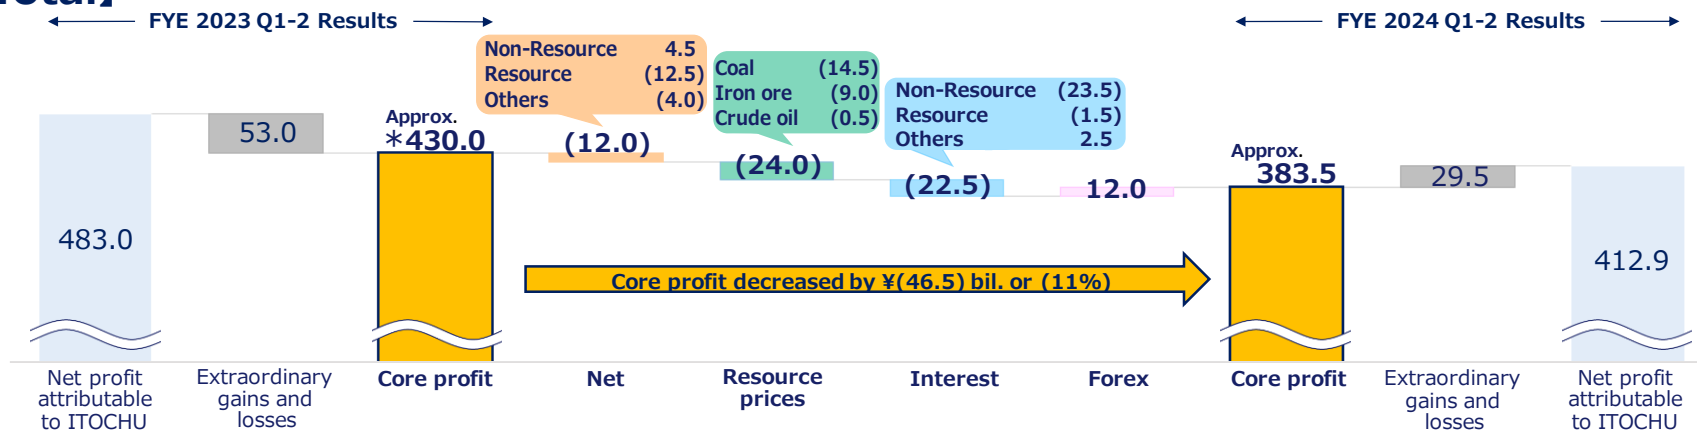 FYE 2023 Q1-2 Results
FYE 2024 Q1-2 Results
Non-Resource 4.5
Resource (12.5)
Others (4.0)
Coal (14.5)
Iron ore (9.0)
Crude oil (0.5)
Non-Resource (23.5)
Resource (1.5)
Others 2.5
483.0
53.0
Approx.
*430.0
(12.0)
(24.0)
(22.5)
12.0
Approx.
383.5
29.5
412.9
Core profit decreased by ¥(46.5) bil. or (11%)
Net profit
attributable
to ITOCHU
Extraordinary
gains and
losses
Core profit
Net
Resource
prices
Interest
Forex
Core profit
Extraordinary
gains and
losses
Net profit
attributable
to ITOCHU